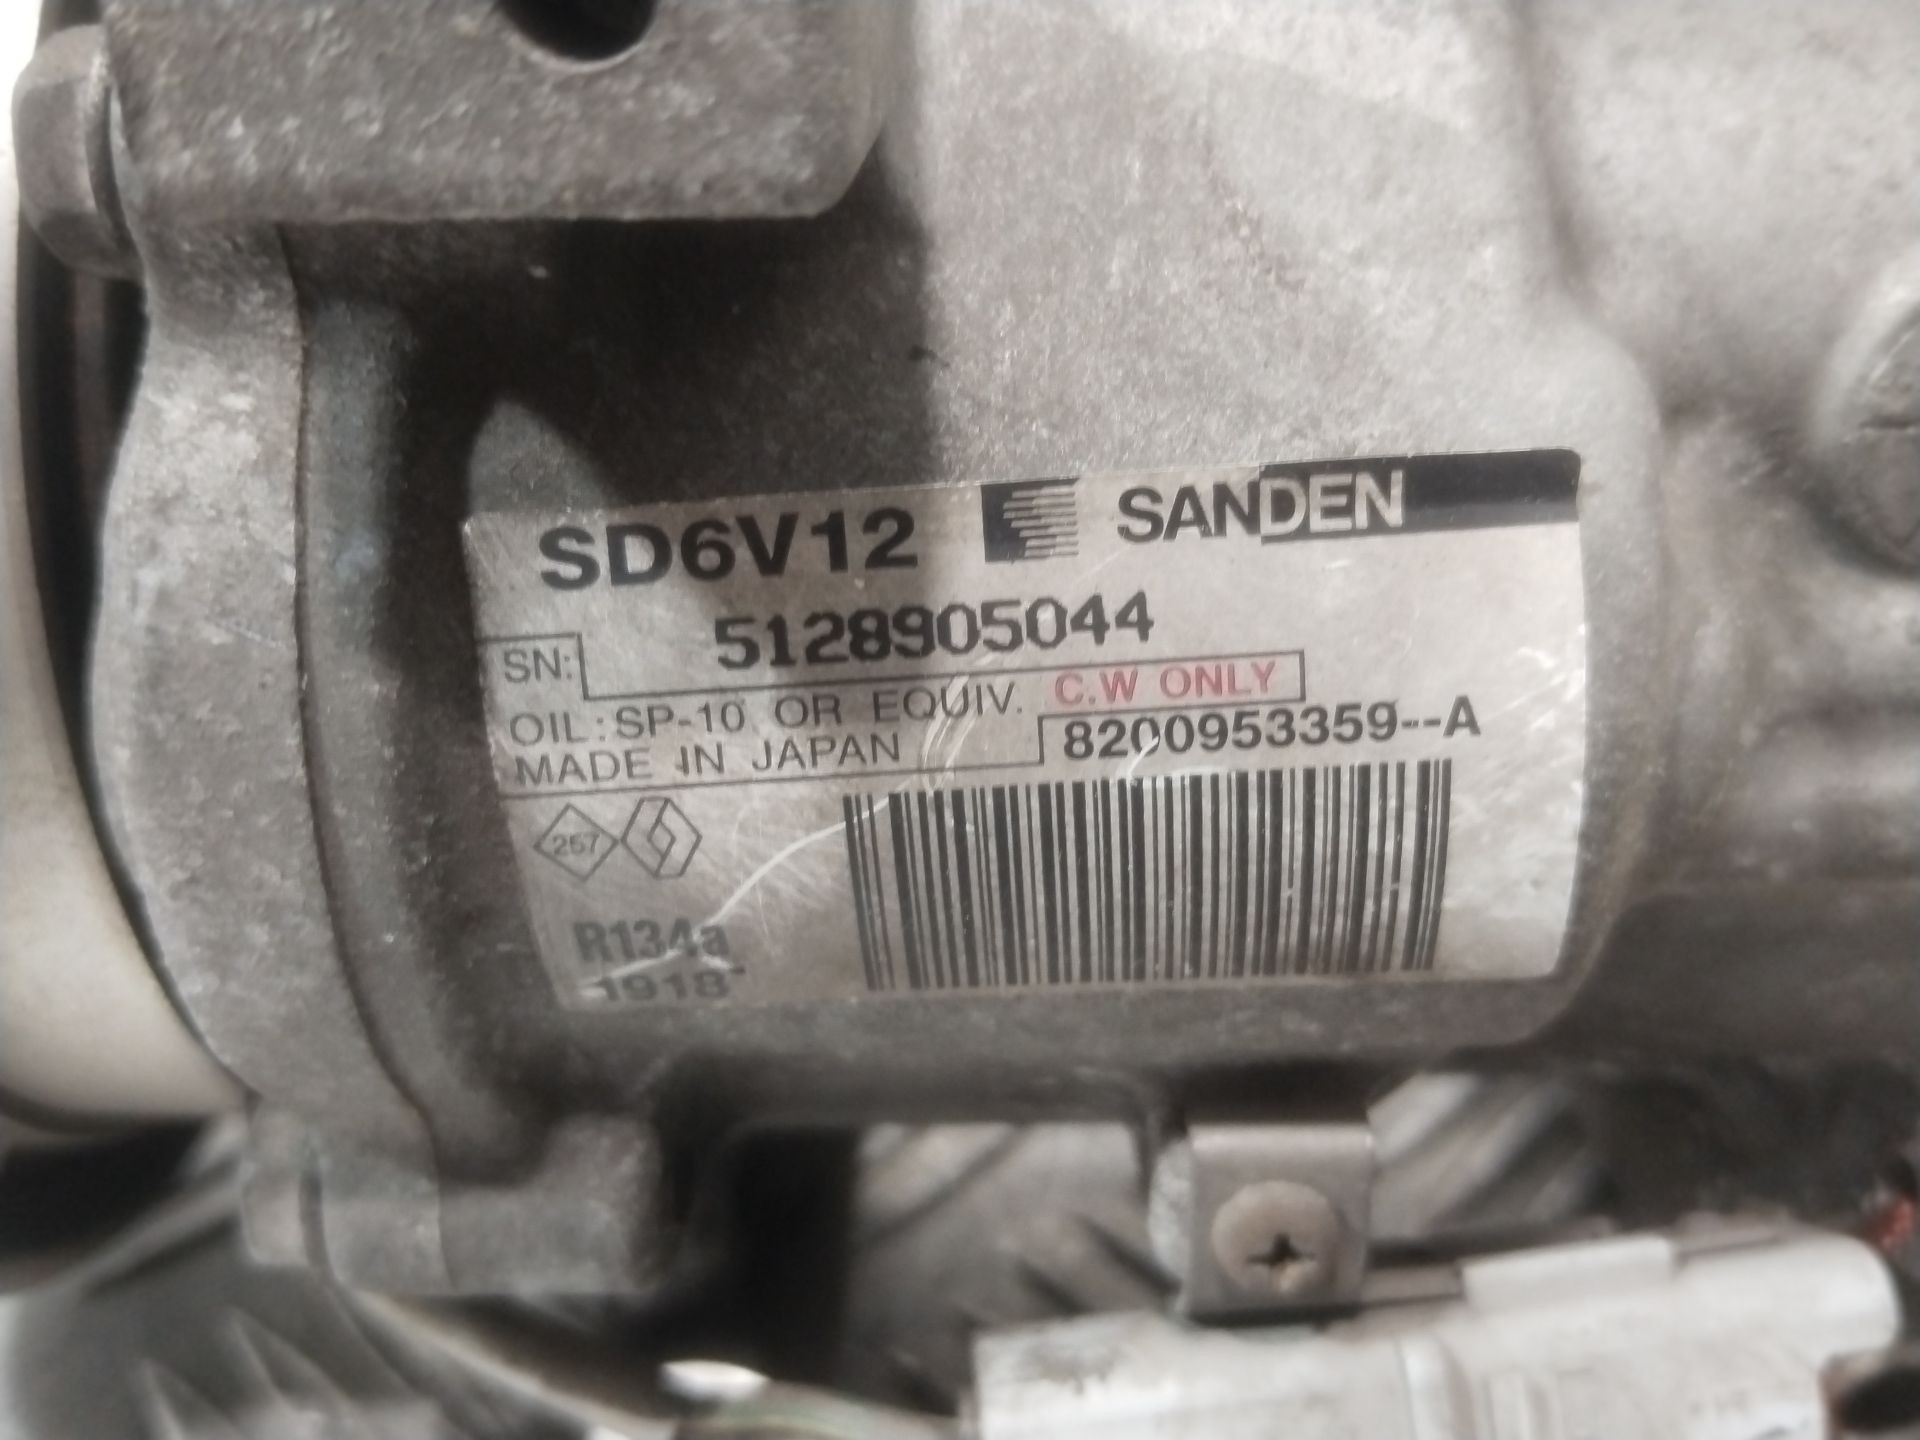 SD6V12 SANDEN
5128905044
SN:
OIL:SP-10 OR EQUIV. C.W ONLY
MADE IN JAPAN 8200953359--A
257
R134a
1918